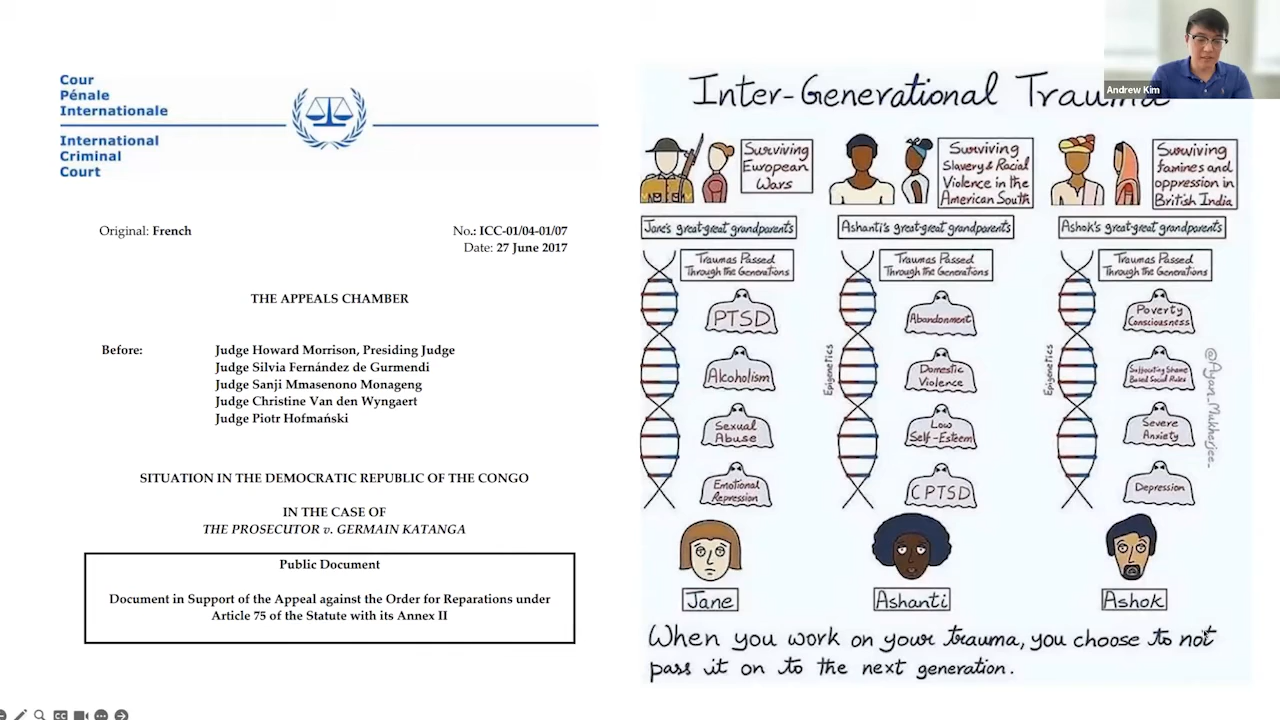 Cour
Pénale
Internationale
International
Criminal
Court
Original: French
No.: ICC-01/04-01/07
Date: 27 June 2017
THE APPEALS CHAMBER
Before:
Judge Howard Morrison, Presiding Judge
Judge Silvia Fernández de Gurmendi
Judge Sanji Mmasenono Monageng
Judge Christine Van den Wyngaert
Judge Piotr Hofmański
SITUATION IN THE DEMOCRATIC REPUBLIC OF THE CONGO
IN THE CASE OF
THE PROSECUTOR v. GERMAIN KATANGA
Public Document
Document in Support of the Appeal against the Order for Reparations under
Article 75 of the Statute with its Annex II
Andrew Kim
Inter-Generational Trauma
Surviving
European
Wars
Jane's great-great grandparents
Traumas Passed
Through the Generations
PTSD
Alcoholism
Sexual
Abuse
Emotional
Repression
Jane
Surviving
Slavery & Racial
Violence in the
American South
Ashanti's great-great grandparents
Traumas Passed
Through the Generations
Epigenetics
Abandonment
Domestic
Violence
Low
Self-Esteem
CPTSD
Ashanti
Surviving
famines and
oppression in
British India
Ashok's great-great grandparents
Traumas Passed
Through the Generations
Epigenetics
Poverty
Consciousness
Suffocating Shame
Based Social Rules
Severe
Anxiety
Depression
Ashok
@Ayan_Mukherjee_
When you work on your trauma, you choose to not
pass it on to the next generation.
CC